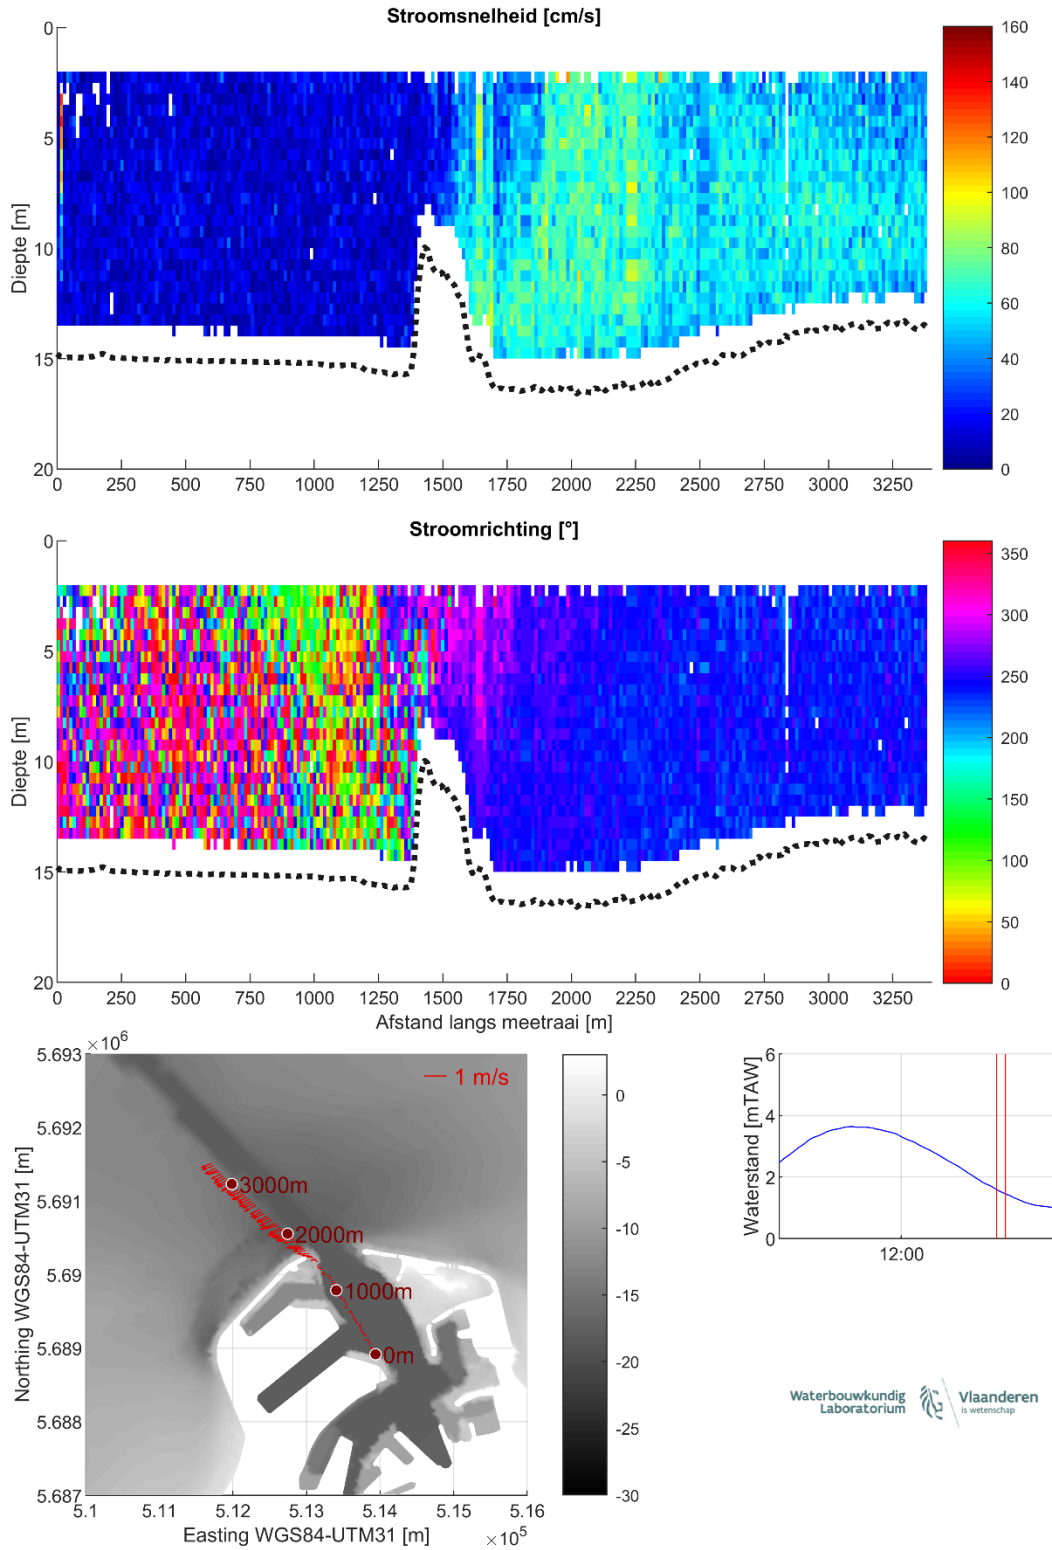 Stroomsnelheid [cm/s]
Diepte [m]
0
5
10
15
20
0 250 500 750 1000 1250 1500 1750 2000 2250 2500 2750 3000 3250
160
140
120
100
80
60
40
20
0
Stroomrichting [°]
Diepte [m]
0
5
10
15
20
0 250 500 750 1000 1250 1500 1750 2000 2250 2500 2750 3000 3250
Afstand langs meetraai [m]
350
300
250
200
150
100
50
0
×10⁶
Northing WGS84-UTM31 [m]
5.693
5.692
5.691
5.69
5.689
5.688
5.687
1 m/s
3000m
2000m
1000m
0m
5.1 5.11 5.12 5.13 5.14 5.15 5.16
Easting WGS84-UTM31 [m]
×10⁵
0
-5
-10
-15
-20
-25
-30
Waterstand [mTAW]
6
4
2
0
12:00
Waterbouwkundig
Laboratorium
Vlaanderen
is wetenschap